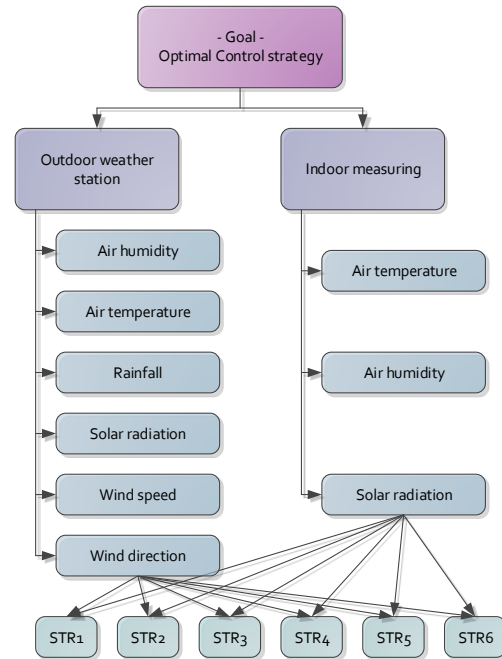 - Goal -
Optimal Control strategy
Outdoor weather
station
Indoor measuring
Air humidity
Air temperature
Rainfall
Solar radiation
Wind speed
Wind direction
Air temperature
Air humidity
Solar radiation
STR1
STR2
STR3
STR4
STR5
STR6